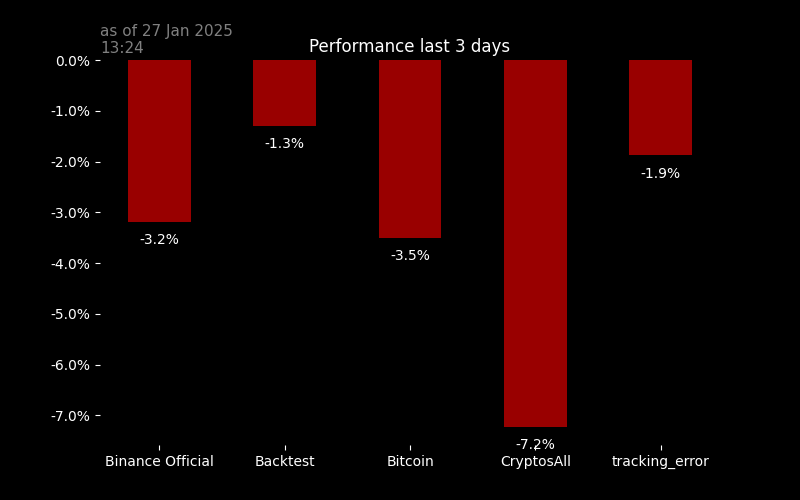 as of 27 Jan 2025
13:24
Performance last 3 days
0.0%
-1.0%
-2.0%
-3.0%
-4.0%
-5.0%
-6.0%
-7.0%
-3.2%
-1.3%
-3.5%
-7.2%
-1.9%
Binance Official
Backtest
Bitcoin
CryptosAll
tracking_error